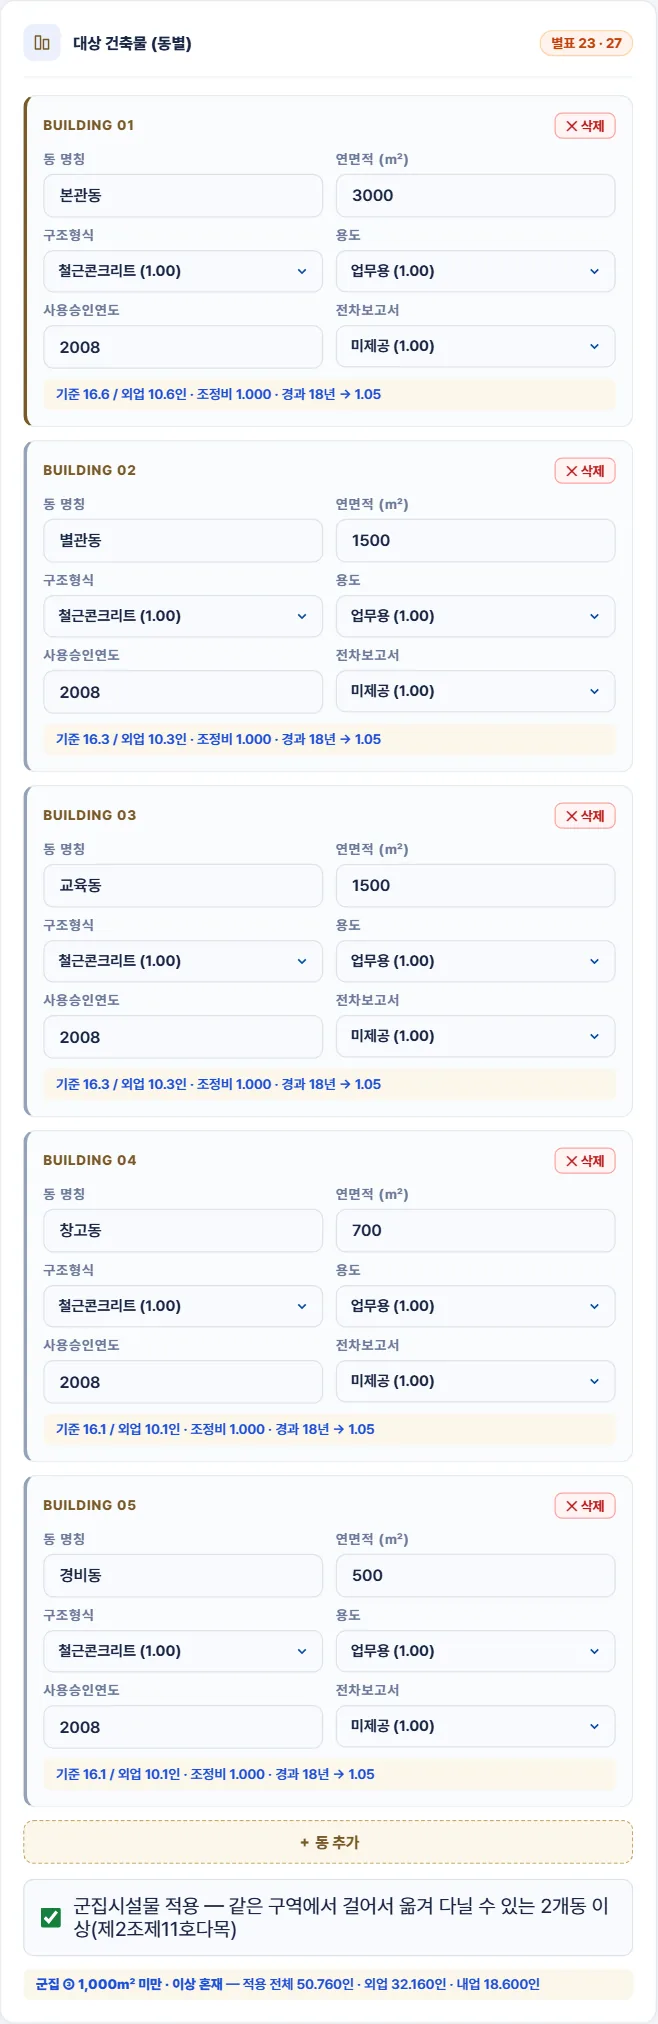 대상 건축물 (동별)
별표 23 · 27
BUILDING 01
✕ 삭제
동 명칭
연면적 (m²)
본관동
3000
구조형식
용도
철근콘크리트 (1.00)
업무용 (1.00)
사용승인연도
전차보고서
2008
미제공 (1.00)
기준 16.6 / 외업 10.6인 · 조정비 1.000 · 경과 18년 → 1.05
BUILDING 02
✕ 삭제
동 명칭
연면적 (m²)
별관동
1500
구조형식
용도
철근콘크리트 (1.00)
업무용 (1.00)
사용승인연도
전차보고서
2008
미제공 (1.00)
기준 16.3 / 외업 10.3인 · 조정비 1.000 · 경과 18년 → 1.05
BUILDING 03
✕ 삭제
동 명칭
연면적 (m²)
교육동
1500
구조형식
용도
철근콘크리트 (1.00)
업무용 (1.00)
사용승인연도
전차보고서
2008
미제공 (1.00)
기준 16.3 / 외업 10.3인 · 조정비 1.000 · 경과 18년 → 1.05
BUILDING 04
✕ 삭제
동 명칭
연면적 (m²)
창고동
700
구조형식
용도
철근콘크리트 (1.00)
업무용 (1.00)
사용승인연도
전차보고서
2008
미제공 (1.00)
기준 16.1 / 외업 10.1인 · 조정비 1.000 · 경과 18년 → 1.05
BUILDING 05
✕ 삭제
동 명칭
연면적 (m²)
경비동
500
구조형식
용도
철근콘크리트 (1.00)
업무용 (1.00)
사용승인연도
전차보고서
2008
미제공 (1.00)
기준 16.1 / 외업 10.1인 · 조정비 1.000 · 경과 18년 → 1.05
+ 동 추가
군집시설물 적용 — 같은 구역에서 걸어서 옮겨 다닐 수 있는 2개동 이
상(제2조제11호다목)
군집 1,000m² 미만 · 이상 혼재 — 적용 전체 50.760인 · 외업 32.160인 · 내업 18.600인